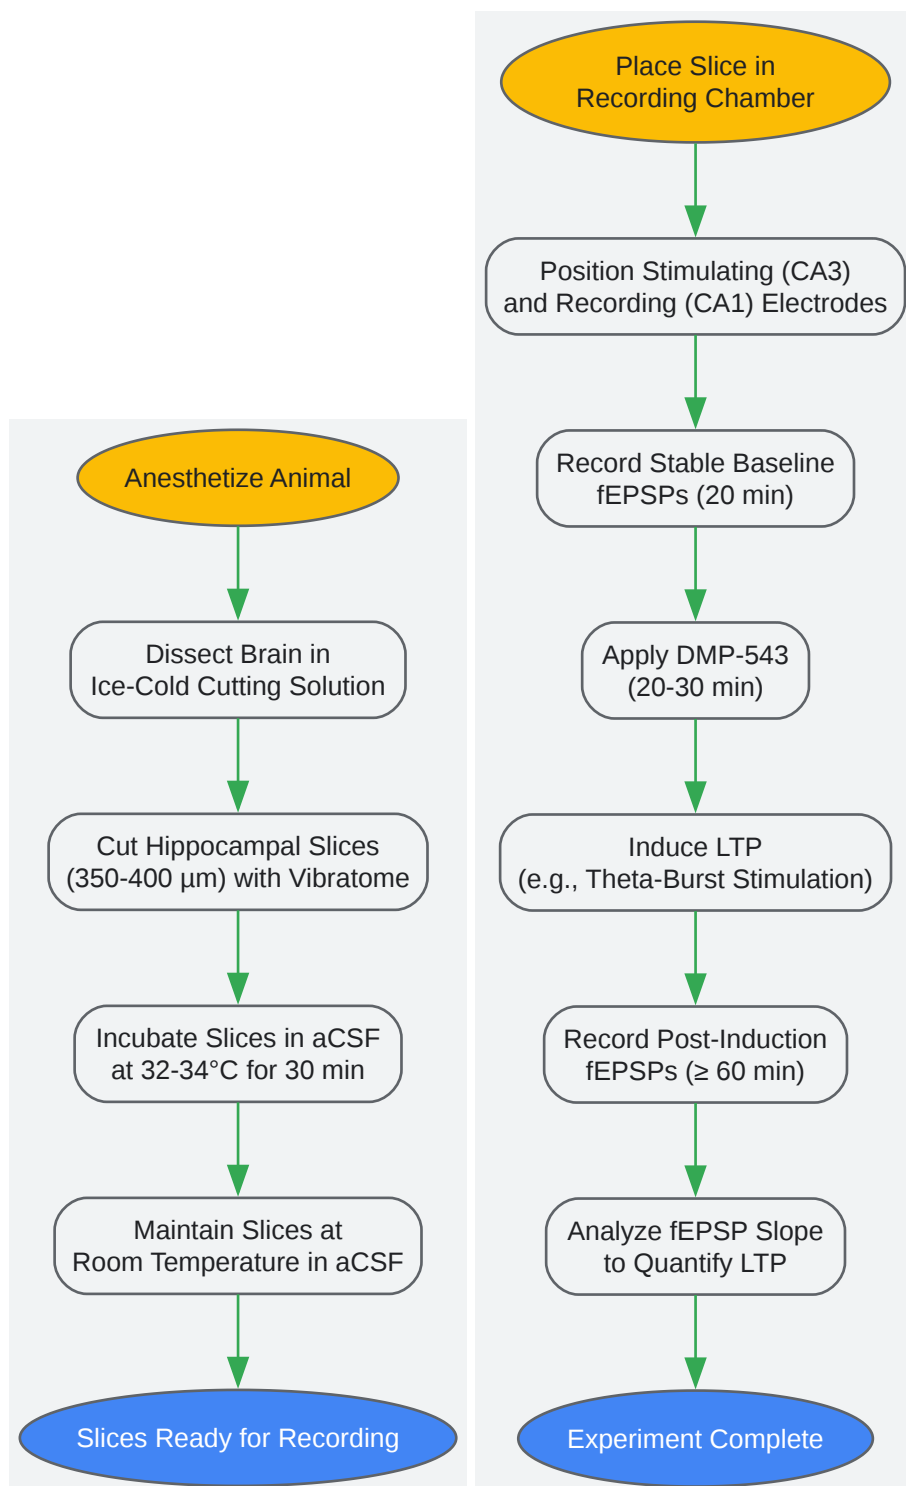 Anesthetize Animal
Dissect Brain in
Ice-Cold Cutting Solution
Cut Hippocampal Slices
(350-400 µm) with Vibratome
Incubate Slices in aCSF
at 32-34°C for 30 min
Maintain Slices at
Room Temperature in aCSF
Slices Ready for Recording
Place Slice in
Recording Chamber
Position Stimulating (CA3)
and Recording (CA1) Electrodes
Record Stable Baseline
fEPSPs (20 min)
Apply DMP-543
(20-30 min)
Induce LTP
(e.g., Theta-Burst Stimulation)
Record Post-Induction
fEPSPs (≥ 60 min)
Analyze fEPSP Slope
to Quantify LTP
Experiment Complete